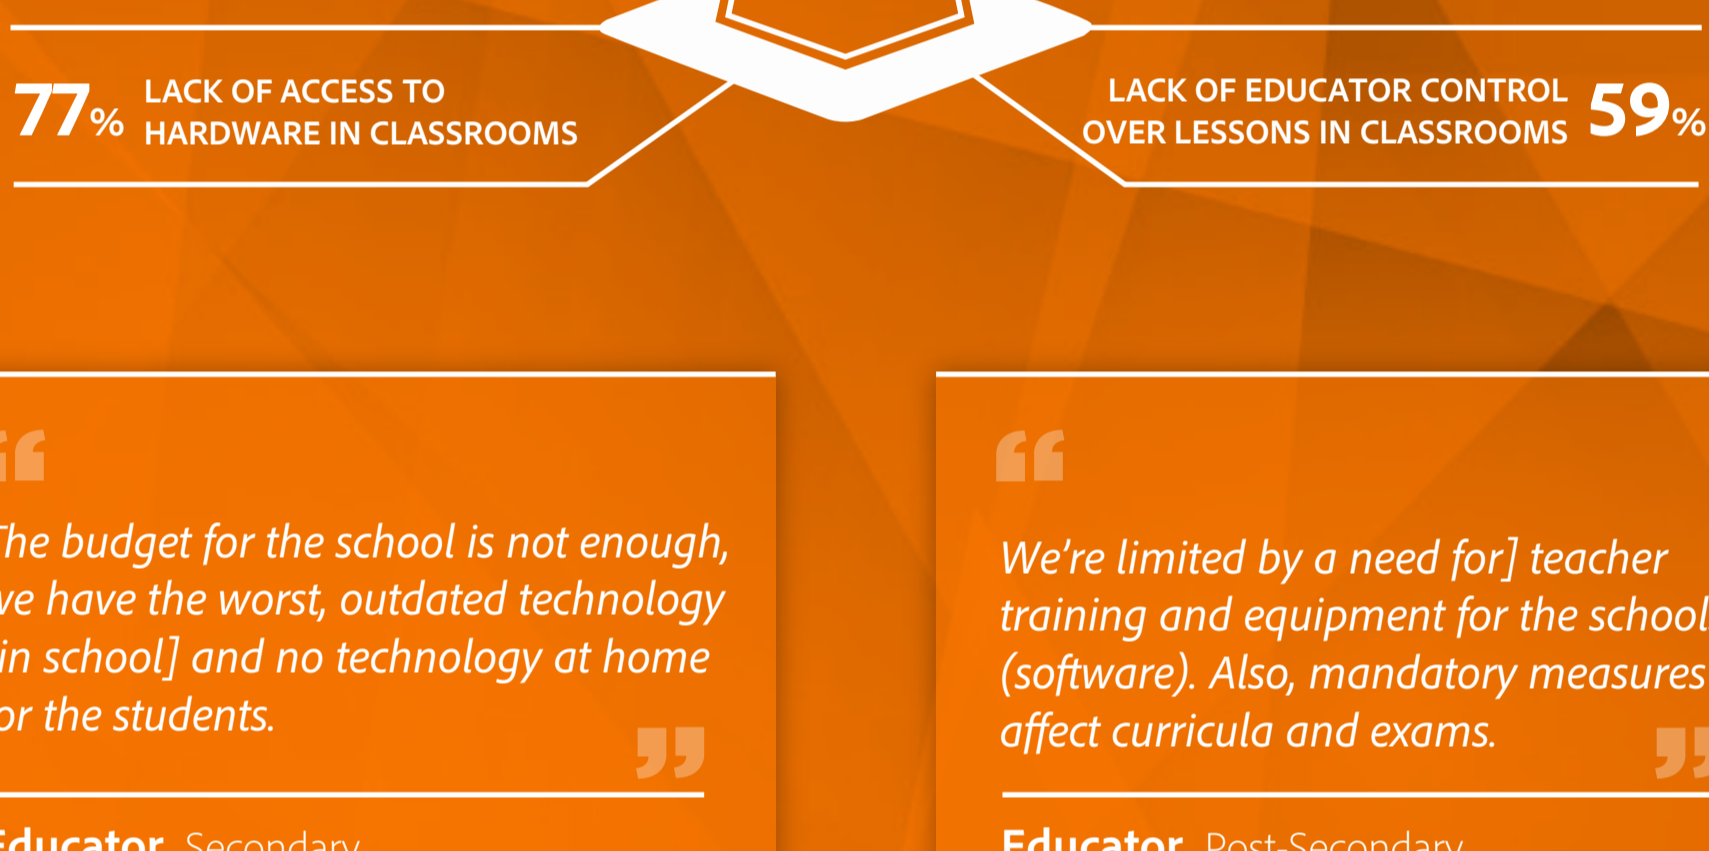 77% LACK OF ACCESS TO
HARDWARE IN CLASSROOMS
LACK OF EDUCATOR CONTROL
OVER LESSONS IN CLASSROOMS 59%
“
The budget for the school is not enough,
we have the worst, outdated technology
in school] and no technology at home
or the students.
”
Educator Secondary
“
We’re limited by a need for] teacher
training and equipment for the school
(software). Also, mandatory measures
affect curricula and exams.
”
Educator Post-Secondary